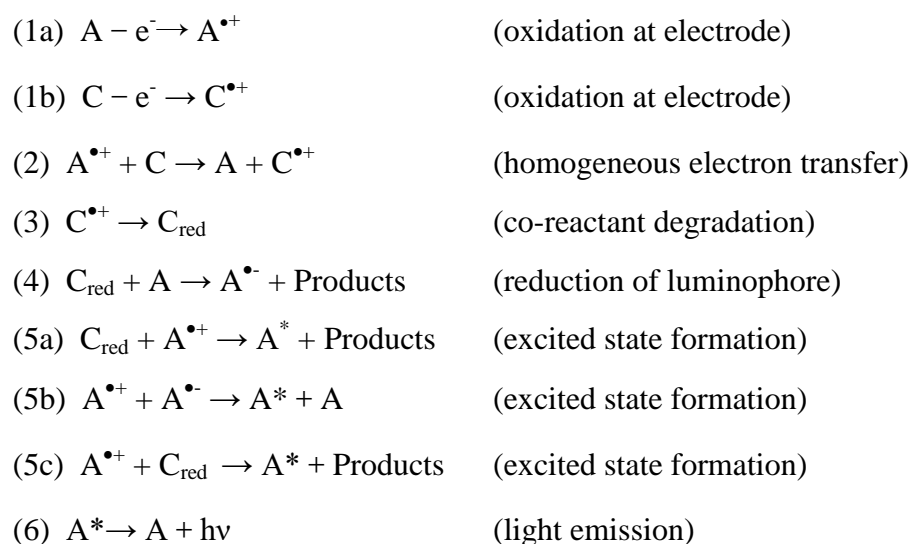 (1a) A – e⁻ → A•⁺ (oxidation at electrode)
(1b) C – e⁻ → C•⁺ (oxidation at electrode)
(2) A•⁺ + C → A + C•⁺ (homogeneous electron transfer)
(3) C•⁺ → Cred (co-reactant degradation)
(4) Cred + A → A•⁻ + Products (reduction of luminophore)
(5a) Cred + A•⁺ → A* + Products (excited state formation)
(5b) A•⁺ + A•⁻ → A* + A (excited state formation)
(5c) A•⁺ + Cred → A* + Products (excited state formation)
(6) A* → A + hν (light emission)